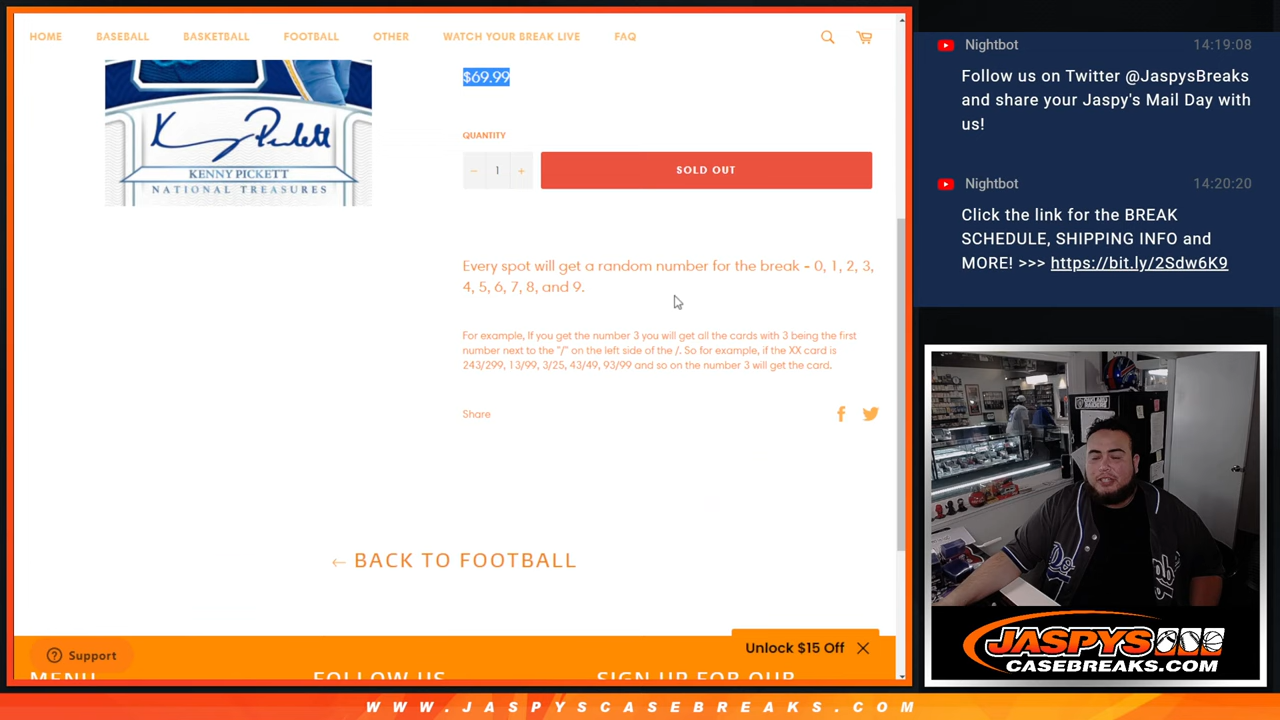 HOME BASEBALL BASKETBALL FOOTBALL OTHER WATCH YOUR BREAK LIVE FAQ
$69.99
QUANTITY
− 1 + SOLD OUT
KENNY PICKETT
NATIONAL TREASURES
Every spot will get a random number for the break - 0, 1, 2, 3,
4, 5, 6, 7, 8, and 9.
For example, If you get the number 3 you will get all the cards with 3 being the first
number next to the "/" on the left side of the /. So for example, if the XX card is
243/299, 13/99, 3/25, 43/49, 93/99 and so on the number 3 will get the card.
Share
← BACK TO FOOTBALL
Unlock $15 Off
Support
MENU FOLLOW US SIGN UP FOR OUR
Nightbot 14:19:08
Follow us on Twitter @JaspysBreaks
and share your Jaspy's Mail Day with
us!
Nightbot 14:20:20
Click the link for the BREAK
SCHEDULE, SHIPPING INFO and
MORE! >>> https://bit.ly/2Sdw6K9
JASPYS
CASEBREAKS.COM
WWW.JASPYSCASEBREAKS.COM